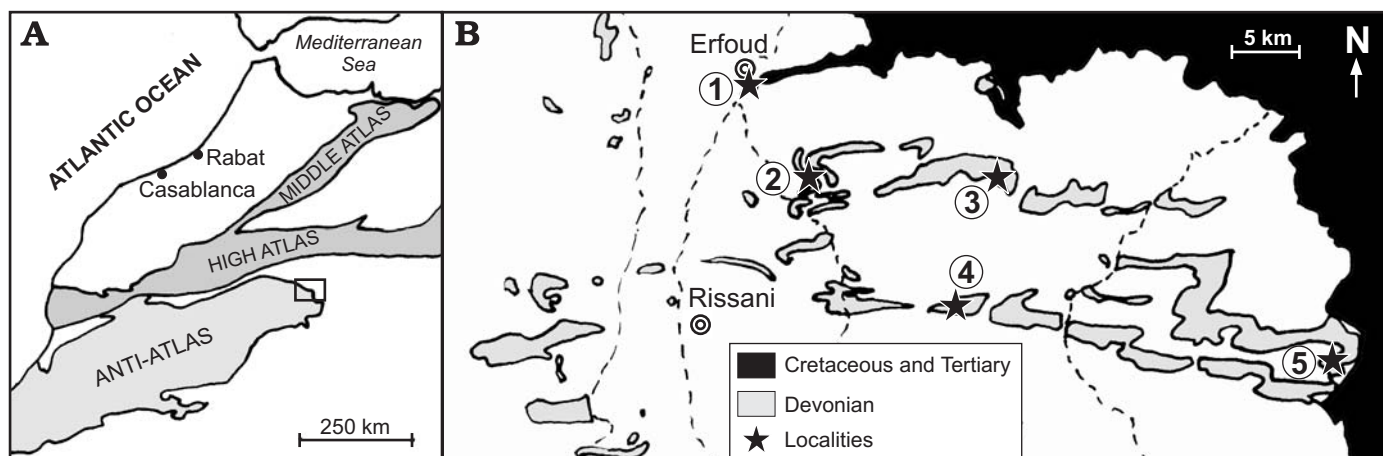 A
Mediterranean
Sea
ATLANTIC OCEAN
Rabat
Casablanca
MIDDLE ATLAS
HIGH ATLAS
ANTI-ATLAS
250 km
B
Erfoud
5 km
N
1
2
3
4
Rissani
5
Cretaceous and Tertiary
Devonian
Localities